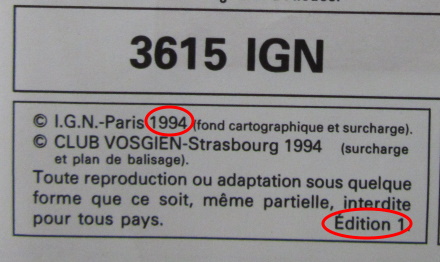 3615 IGN
© I.G.N.-Paris 1994 (fond cartographique et surcharge).
© CLUB VOSGIEN-Strasbourg 1994 (surcharge
et plan de balisage).
Toute reproduction ou adaptation sous quelque
forme que ce soit, même partielle, interdite
pour tous pays. Édition 1.